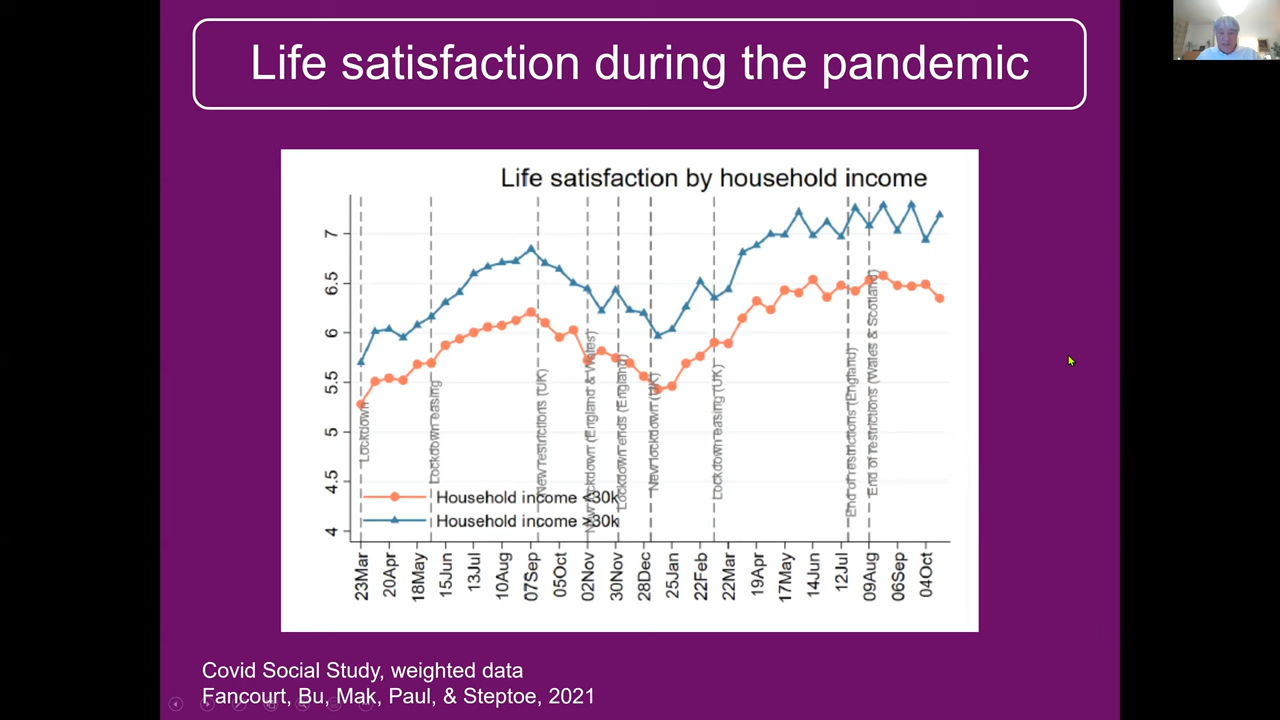 Life satisfaction during the pandemic
Life satisfaction by household income
7
6.5
6
5.5
5
4.5
4
Lockdown
Lockdown easing
New restrictions (UK)
New lockdown (England & Wales)
Lockdown ends (England)
New lockdown (UK)
Lockdown easing (UK)
End of restrictions (England)
End of restrictions (Wales & Scotland)
Household income <30k
Household income >30k
23Mar
20Apr
18May
15Jun
13Jul
10Aug
07Sep
05Oct
02Nov
30Nov
28Dec
25Jan
22Feb
22Mar
19Apr
17May
14Jun
12Jul
09Aug
06Sep
04Oct
Covid Social Study, weighted data
Fancourt, Bu, Mak, Paul, & Steptoe, 2021